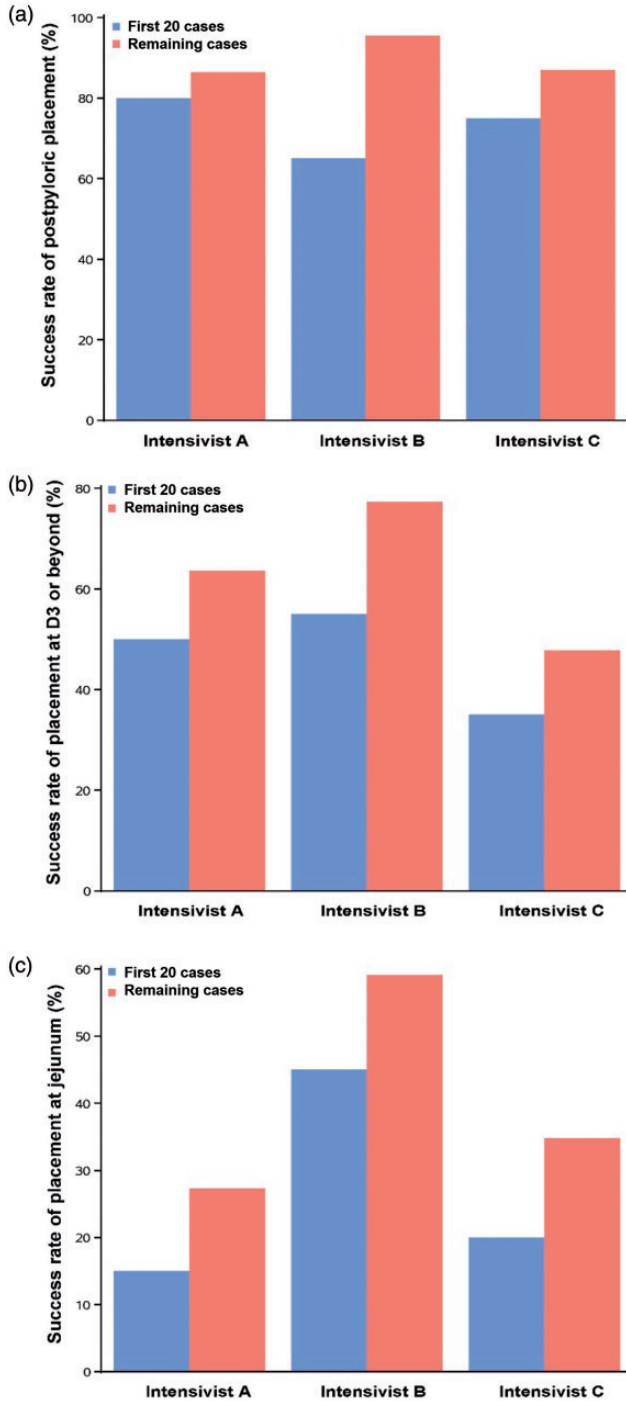 (a)
Success rate of postpyloric placement (%)
First 20 cases
Remaining cases
100
80
60
40
20
0
Intensivist A
Intensivist B
Intensivist C
(b)
Success rate of placement at D3 or beyond (%)
First 20 cases
Remaining cases
80
60
40
20
0
Intensivist A
Intensivist B
Intensivist C
(c)
Success rate of placement at jejunum (%)
First 20 cases
Remaining cases
60
50
40
30
20
10
0
Intensivist A
Intensivist B
Intensivist C